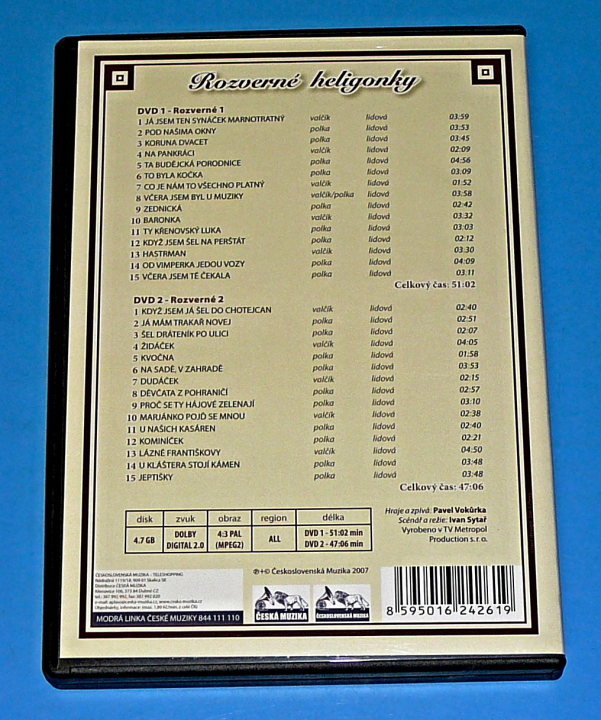 Rozverné heligonky
DVD 1 - Rozverné 1
1 JÁ JSEM TEN SYNÁČEK MARNOTRATNÝ valčík lidová 03:59
2 POD NAŠIMA OKNY polka lidová 03:53
3 KORUNA DVACET polka lidová 03:45
4 NA PANKRÁCI valčík lidová 02:09
5 TA BUDĚJCKÁ PORODNICE polka lidová 04:56
6 TO BYLA KOČKA polka lidová 03:09
7 CO JE NÁM TO VŠECHNO PLATNÝ valčík lidová 01:52
8 VČERA JSEM BYL U MUZIKY valčík/polka lidová 03:58
9 ZEDNICKÁ polka lidová 02:42
10 BARONKA valčík lidová 03:32
11 TY KŘENOVSKÝ LUKA polka lidová 03:03
12 KDYŽ JSEM ŠEL NA PERŠTÁT polka lidová 02:12
13 HASTRMAN valčík lidová 03:30
14 OD VIMPERKA JEDOU VOZY polka lidová 04:09
15 VČERA JSEM TĚ ČEKALA polka lidová 03:11
Celkový čas: 51:02
DVD 2 - Rozverné 2
1 KDYŽ JSEM JÁ ŠEL DO CHOTEJCAN valčík lidová 02:40
2 JÁ MÁM TRAKAŘ NOVEJ polka lidová 02:51
3 ŠEL DRÁTENÍK PO ULICI polka lidová 02:07
4 ŽIDÁČEK valčík lidová 04:05
5 KVOČNA polka lidová 01:58
6 NA SADĚ, V ZAHRADĚ polka lidová 03:53
7 DUDÁČEK valčík lidová 02:15
8 DĚVČATA Z POHRANIČÍ polka lidová 02:57
9 PROČ SE TY HÁJOVÉ ZELENAJÍ polka lidová 03:10
10 MARJÁNKO POJĎ SE MNOU valčík lidová 02:38
11 U NAŠICH KASÁREN polka lidová 02:40
12 KOMINÍČEK polka lidová 02:21
13 LÁZNĚ FRANTIŠKOVY valčík lidová 04:50
14 U KLÁŠTERA STOJÍ KÁMEN polka lidová 03:48
15 JEPTIŠKY polka lidová 03:48
Celkový čas: 47:06
disk zvuk obraz region délka
4.7 GB DOLBY DIGITAL 2.0 4:3 PAL (MPEG2) ALL DVD 1 - 51:02 min DVD 2 - 47:06 min
Hraje a zpívá: Pavel Vokůrka
Scénář a režie: Ivan Sytař
Vyrobeno v TV Metropol
Production s.r.o.
ČESKOSLOVENSKÁ MUZIKA - TELESHOPPING
Distribuce ČESKÁ MUZIKA
MODRÁ LINKA ČESKÉ MUZIKY 844 111 110
℗+© Československá Muzika 2007
ČESKÁ MUZIKA
ČESKOSLOVENSKÁ MUZIKA
8 595016 242619